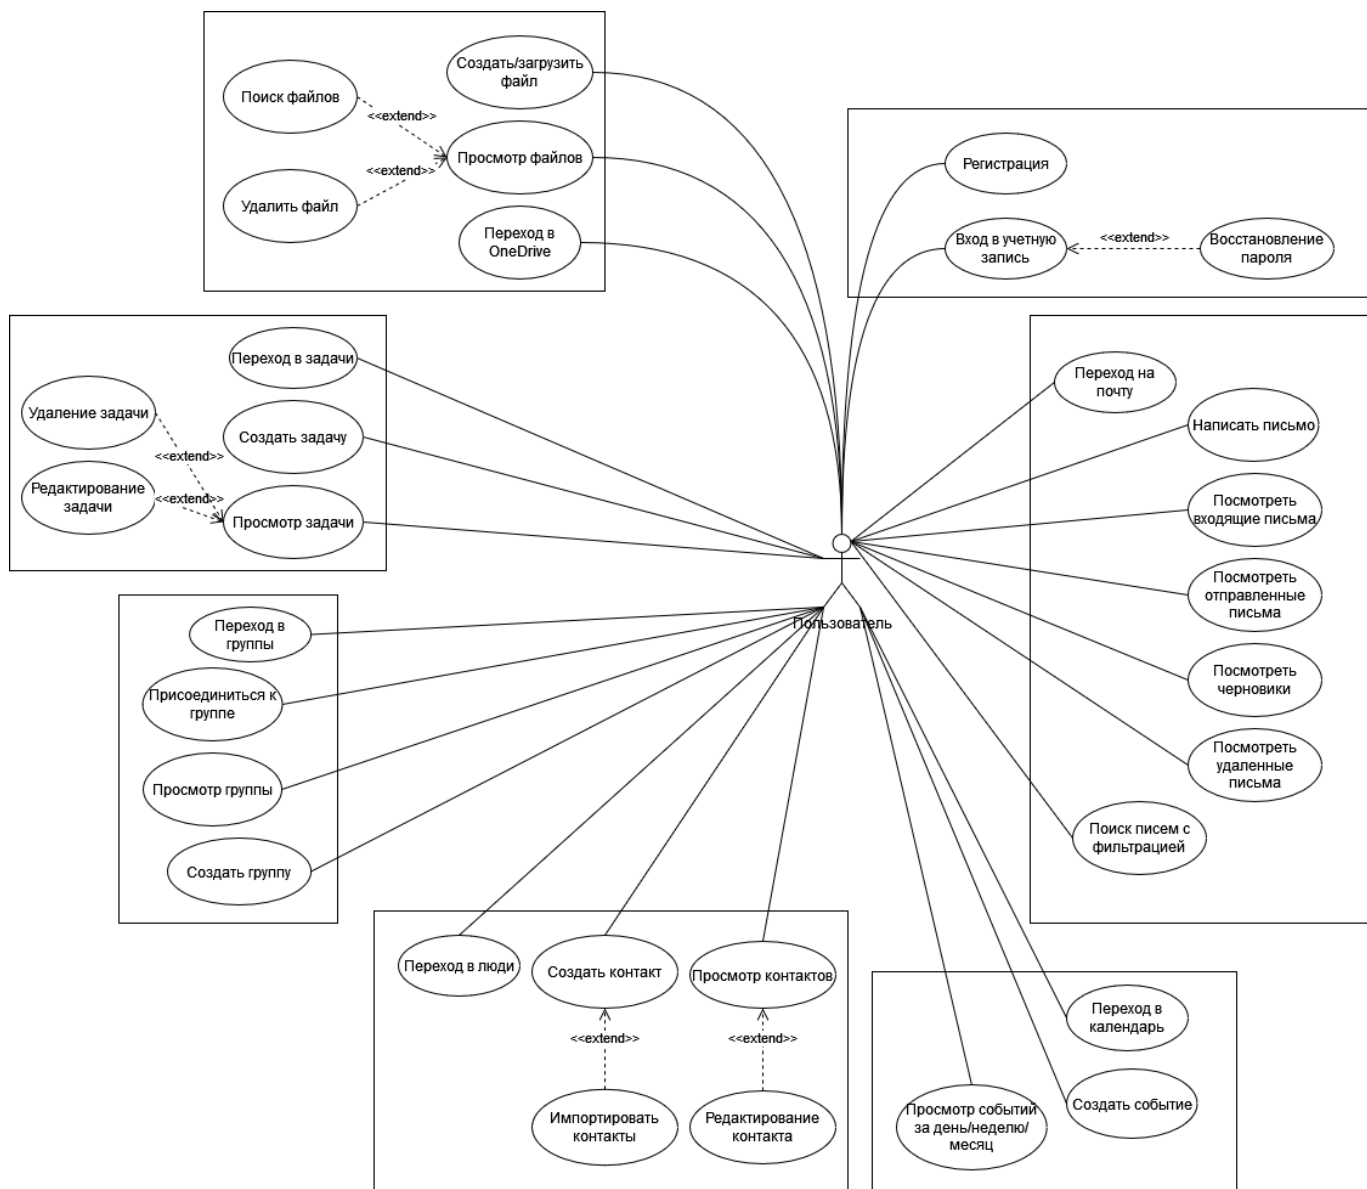 Создать/загрузить
файл
Поиск файлов
<<extend>>
Просмотр файлов
<<extend>>
Удалить файл
Переход в
OneDrive
Регистрация
Вход в учетную
запись
<<extend>>
Восстановление
пароля
Переход в задачи
Удаление задачи
Создать задачу
<<extend>>
Редактирование
задачи
<<extend>>
Просмотр задачи
Переход на
почту
Написать письмо
Посмотреть
входящие письма
Посмотреть
отправленные
письма
Посмотреть
черновики
Посмотреть
удаленные
письма
Поиск писем с
фильтрацией
Пользователь
Переход в
группы
Присоединиться к
группе
Просмотр группы
Создать группу
Переход в люди
Создать контакт
Просмотр контактов
<<extend>>
<<extend>>
Импортировать
контакты
Редактирование
контакта
Переход в
календарь
Создать событие
Просмотр событий
за день/неделю/
месяц